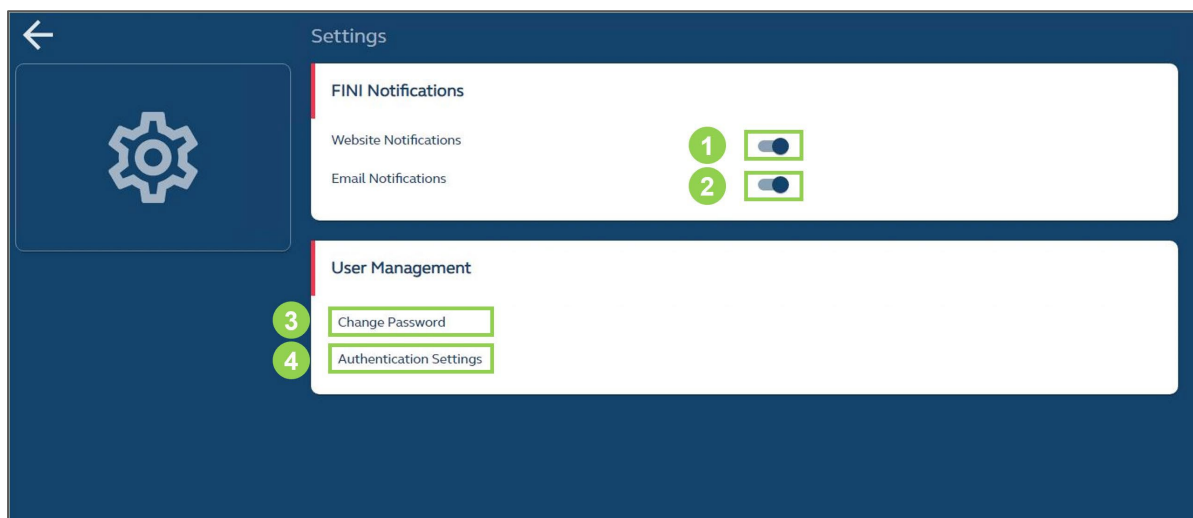 Settings
FINI Notifications
Website Notifications
1
Email Notifications
2
User Management
3
Change Password
4
Authentication Settings